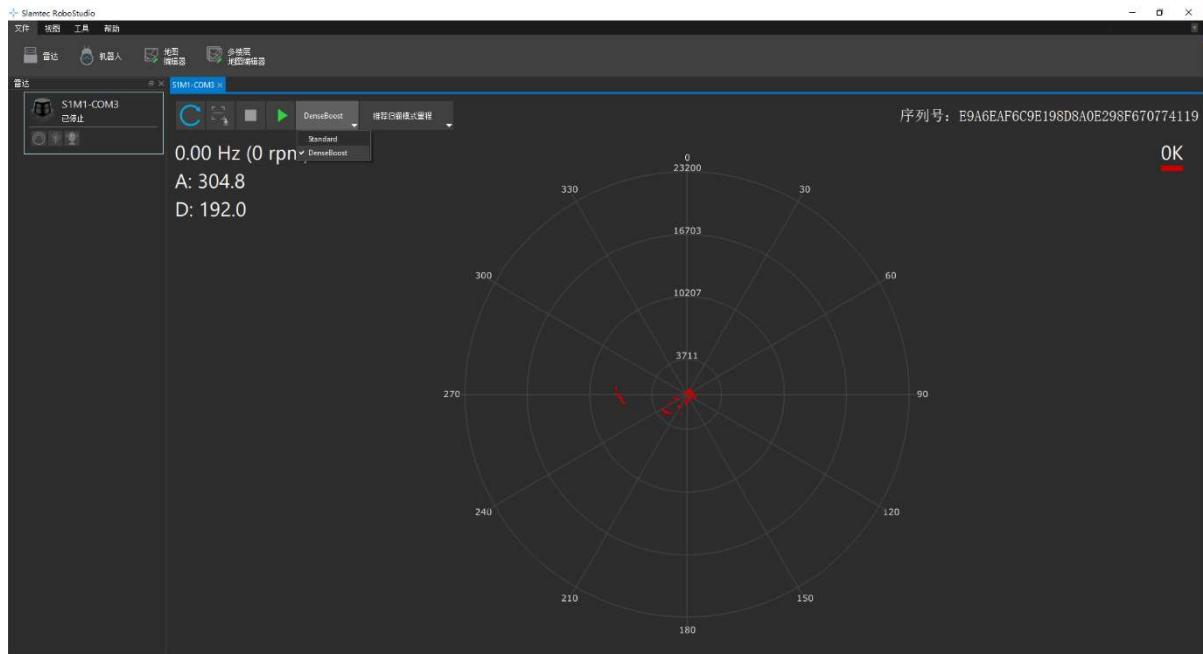 Slamtec RoboStudio
文件 视图 工具 帮助
雷达 机器人 地图编辑器 多楼层地图编辑器
雷达
S1M1-COM3
已停止
S1M1-COM3
DenseBoost
推荐扫描模式量程
序列号: E9A6EAF6C9E198D8A0E298F670774119
Standard
DenseBoost
0.00 Hz (0 rpm)
A: 304.8
D: 192.0
OK
0
23200
330
30
16703
300
60
10207
3711
270
90
240
120
210
150
180